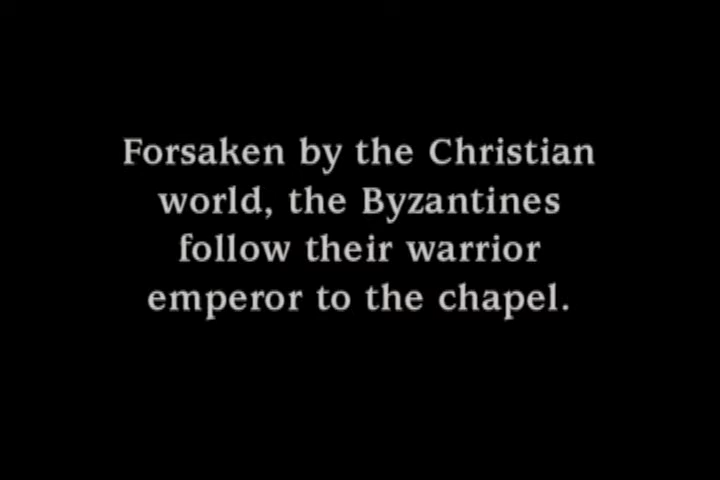 Forsaken by the Christian
world, the Byzantines
follow their warrior
emperor to the chapel.